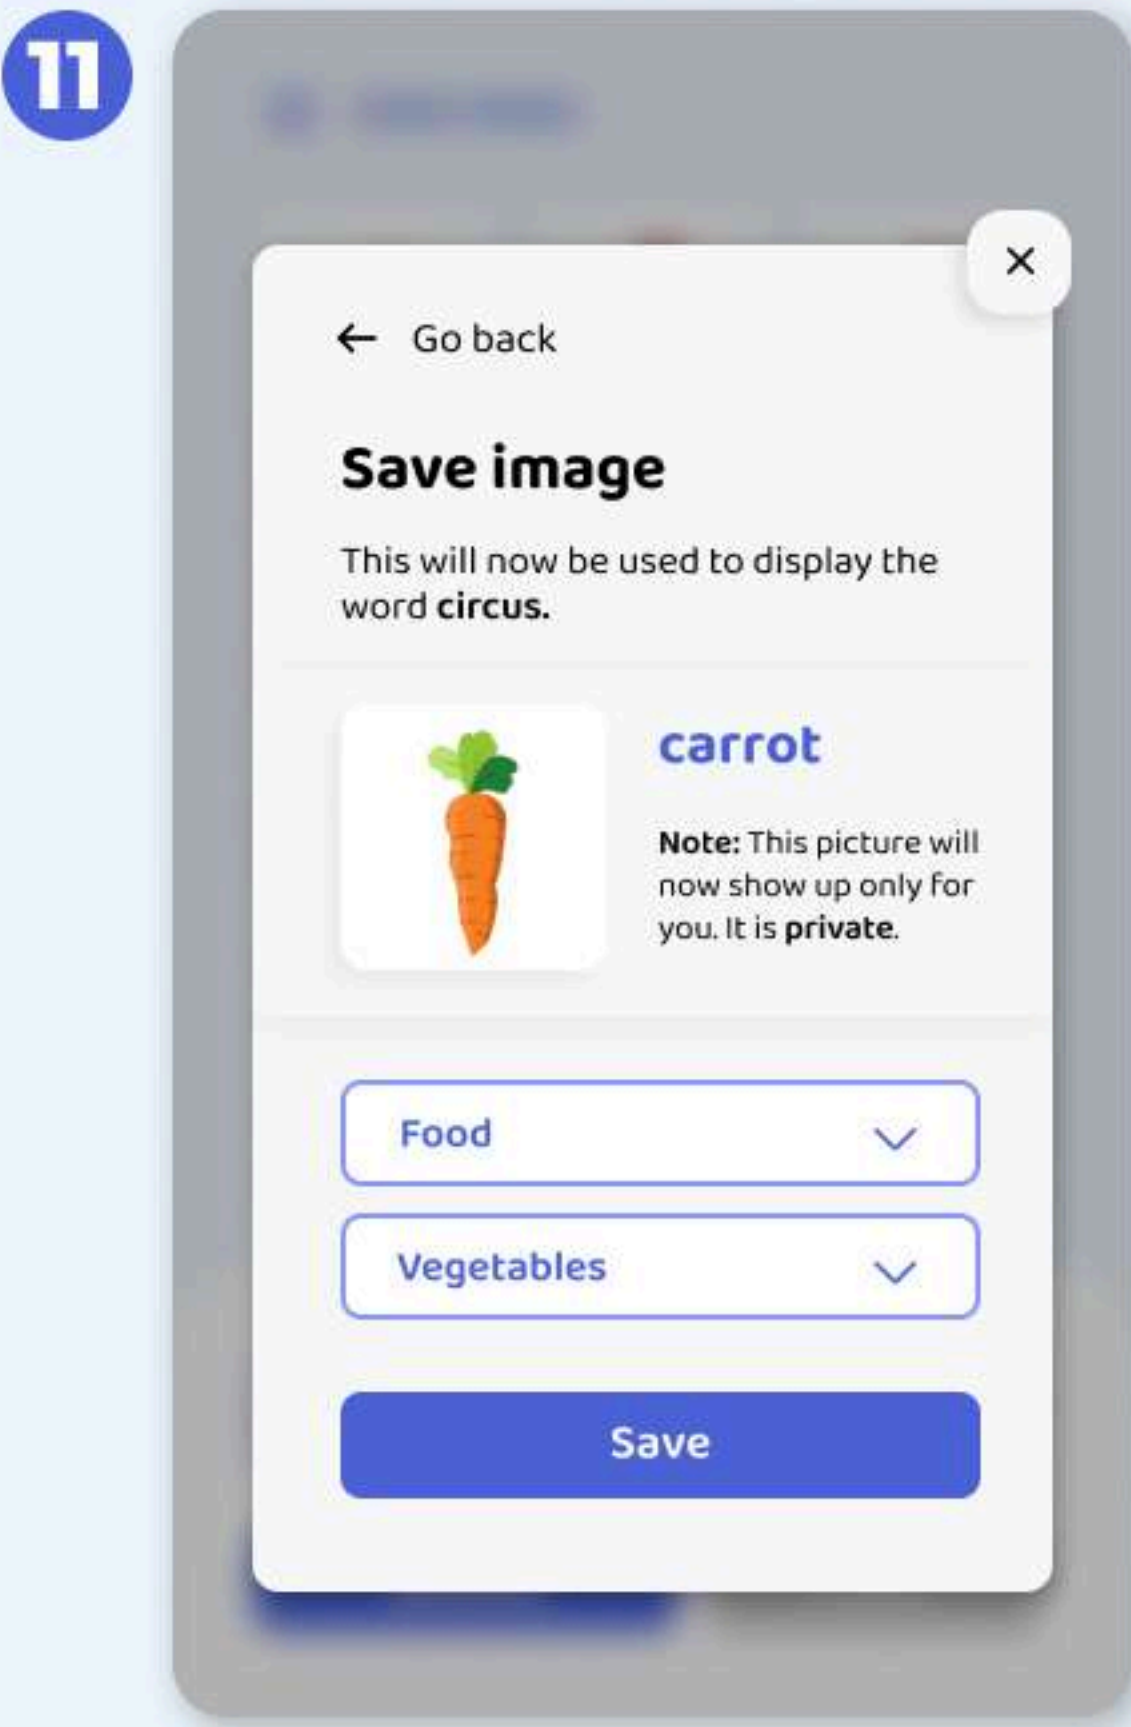 11
Go back
Save image
This will now be used to display the
word circus.
carrot
Note: This picture will
now show up only for
you. It is private.
Food
Vegetables
Save